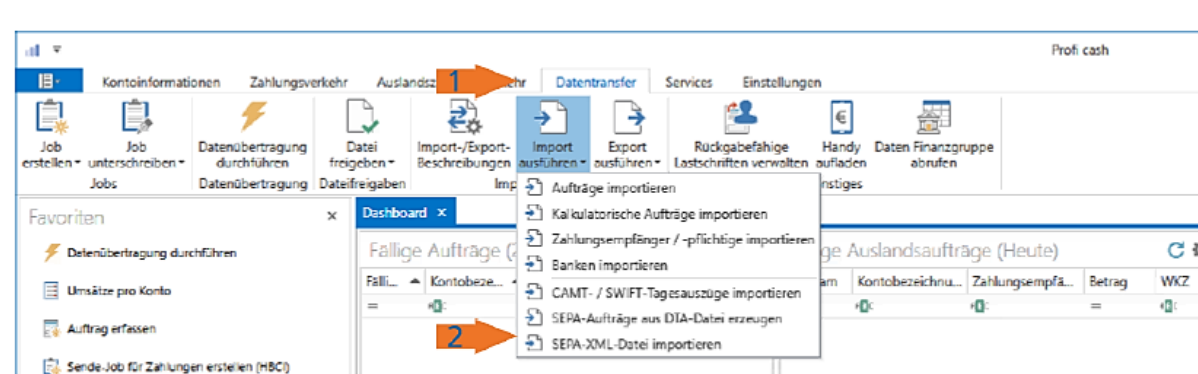 Profi cash
Kontoinformationen Zahlungsverkehr Auslandsz hr Datentransfer Services Einstellungen
1
Job erstellen
Job unterschreiben
Datenübertragung durchführen
Datei freigeben
Import-/Export-Beschreibungen
Import ausführen
Export ausführen
Rückgabefähige Lastschriften verwalten
Handy aufladen
Daten Finanzgruppe abrufen
Jobs Datenübertragung Dateifreigaben Imp nstiges
Aufträge importieren
Kalkulatorische Aufträge importieren
Zahlungsempfänger / -pflichtige importieren
Banken importieren
CAMT- / SWIFT-Tagesauszüge importieren
SEPA-Aufträge aus DTA-Datei erzeugen
SEPA-XML-Datei importieren
2
Favoriten
Datenübertragung durchführen
Umsätze pro Konto
Auftrag erfassen
Sende-Job für Zahlungen erstellen (HBCI)
Dashboard
Fällige Aufträge (
ge Auslandsaufträge (Heute)
Fälli... Kontobeze...
am Kontobezeichnu... Zahlungsempfä... Betrag WKZ